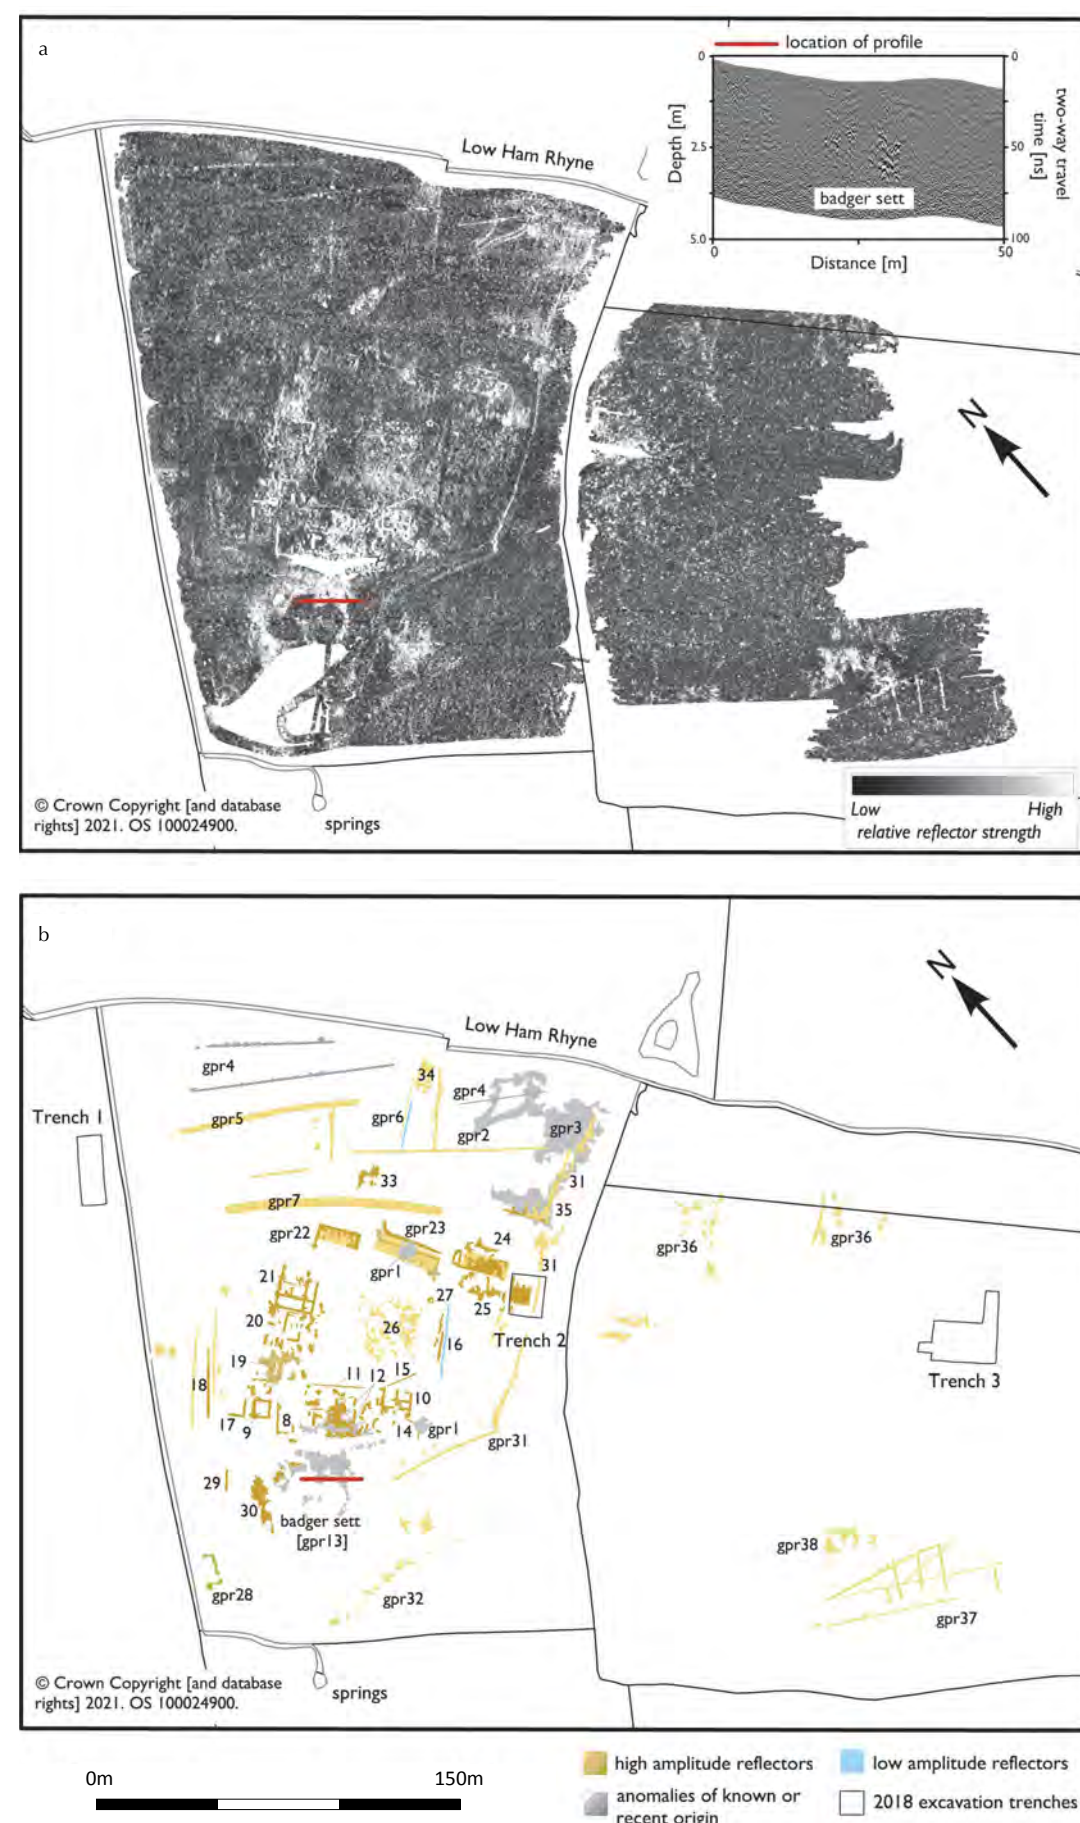 a
location of profile
0
0
Depth [m]
two-way travel
time [ns]
2.5
50
badger sett
5.0
100
0
50
Distance [m]
Low Ham Rhyne
N
© Crown Copyright [and database
rights] 2021. OS 100024900.
springs
Low
High
relative reflector strength
b
N
Low Ham Rhyne
gpr4
34
gpr4
Trench 1
gpr5
gpr6
gpr2
gpr3
33
31
gpr7
35
gpr22
gpr23
24
gpr36
gpr36
gpr1
31
21
27
25
20
26
16
Trench 2
19
15
11
12
Trench 3
18
10
17
8
14
gpr1
9
gpr31
29
30
badger sett
[gpr13]
gpr38
gpr28
gpr32
gpr37
© Crown Copyright [and database
rights] 2021. OS 100024900.
springs
0m
150m
high amplitude reflectors
low amplitude reflectors
anomalies of known or
recent origin
2018 excavation trenches